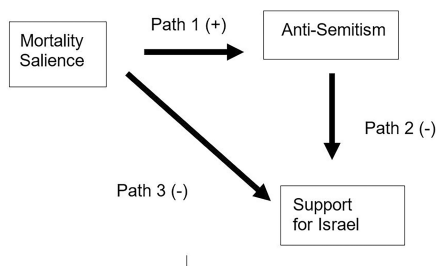 Path 1 (+)
Anti-Semitism
Mortality
Salience
Path 2 (-)
Path 3 (-)
Support
for Israel